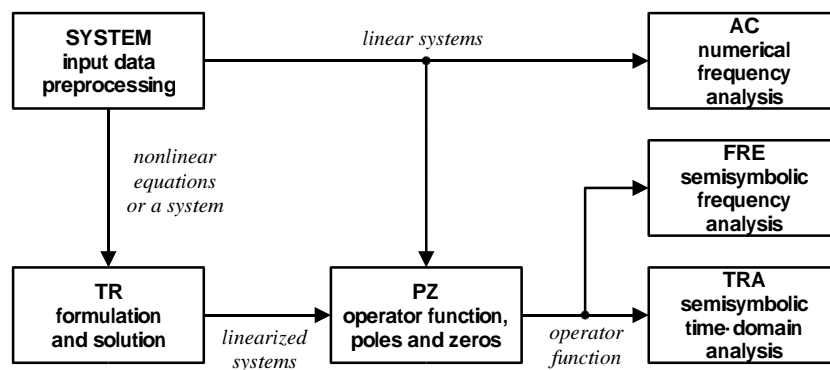 SYSTEM
input data
preprocessing
linear systems
AC
numerical
frequency
analysis
nonlinear
equations
or a system
FRE
semisymbolic
frequency
analysis
TR
formulation
and solution
linearized
systems
PZ
operator function,
poles and zeros
operator
function
TRA
semisymbolic
time-domain
analysis